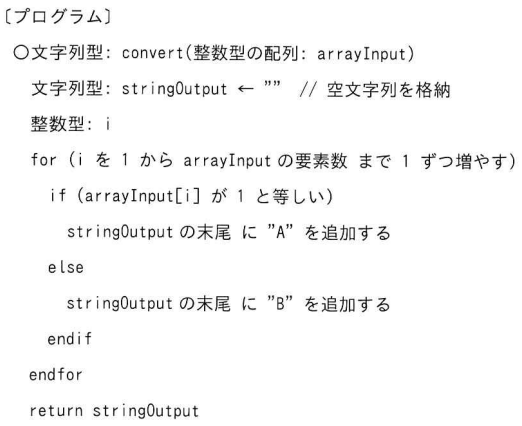 〔プログラム〕
〇文字列型: convert(整数型の配列: arrayInput)
文字列型: stringOutput ← ”” // 空文字列を格納
整数型: i
for (i を 1 から arrayInput の要素数 まで 1 ずつ増やす)
if (arrayInput[i] が 1 と等しい)
stringOutput の末尾 に ”A” を追加する
else
stringOutput の末尾 に ”B” を追加する
endif
endfor
return stringOutput